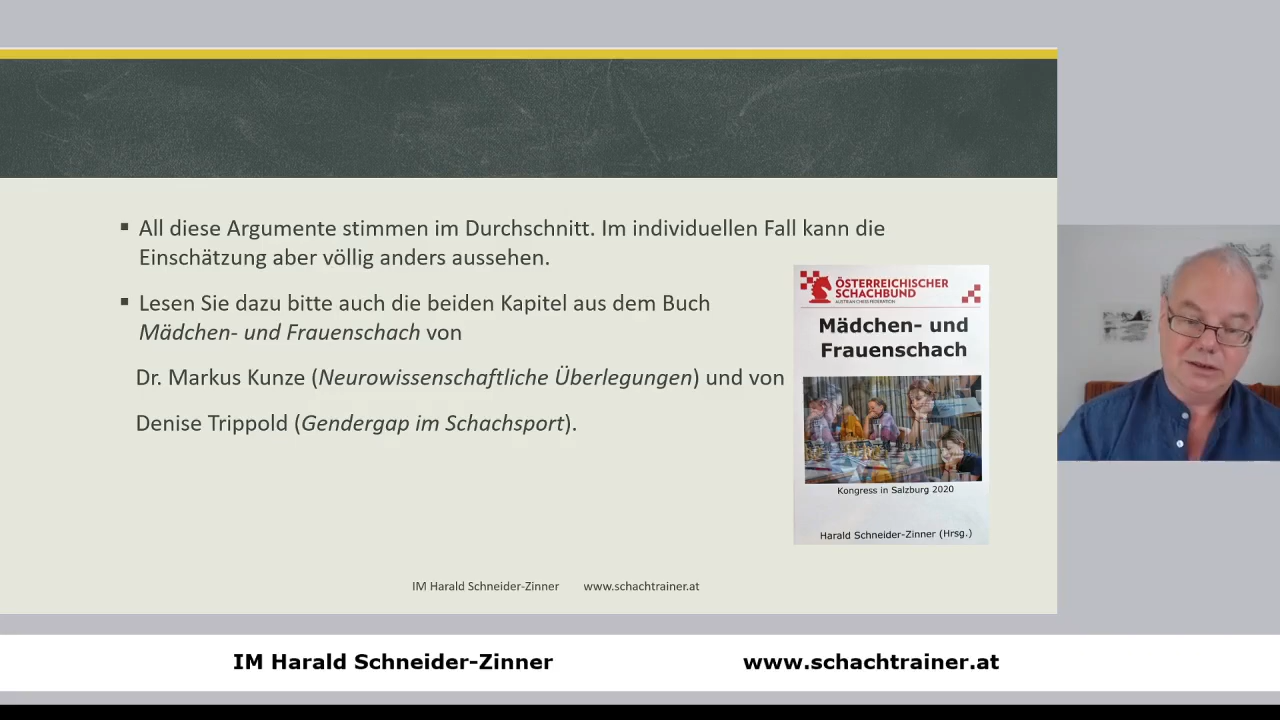 ▪ All diese Argumente stimmen im Durchschnitt. Im individuellen Fall kann die
Einschätzung aber völlig anders aussehen.
▪ Lesen Sie dazu bitte auch die beiden Kapitel aus dem Buch
Mädchen- und Frauenschach von
Dr. Markus Kunze (Neurowissenschaftliche Überlegungen) und von
Denise Trippold (Gendergap im Schachsport).
ÖSTERREICHISCHER
SCHACHBUND
AUSTRIAN CHESS FEDERATION
Mädchen- und
Frauenschach
Kongress in Salzburg 2020
Harald Schneider-Zinner (Hrsg.)
IM Harald Schneider-Zinner www.schachtrainer.at
IM Harald Schneider-Zinner www.schachtrainer.at